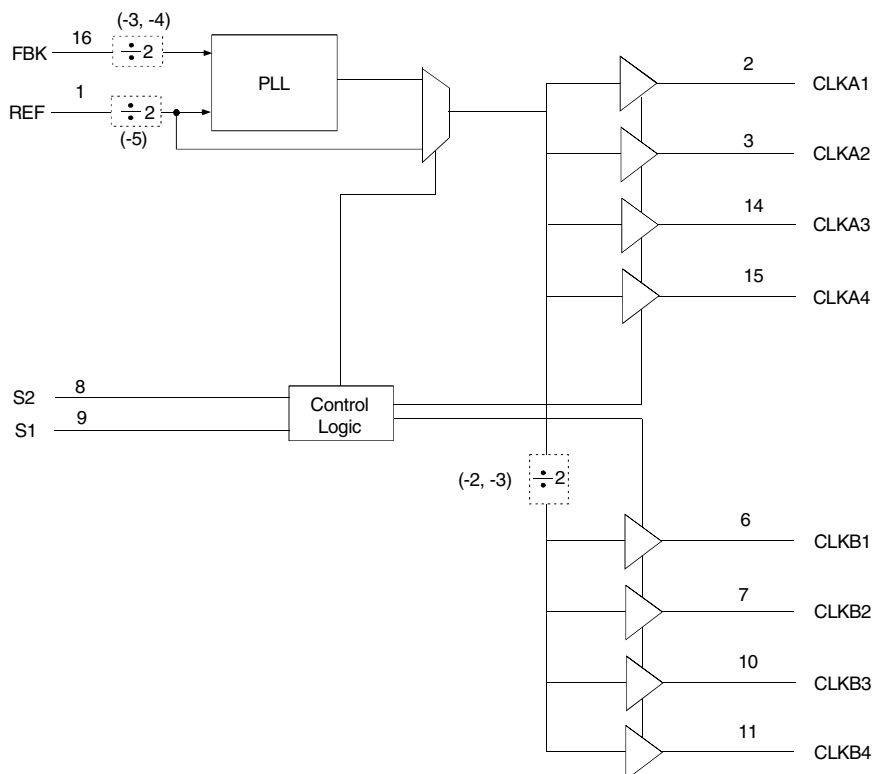 (-3, -4)
FBK 16 ÷2
PLL
REF 1 ÷2
(-5)
2 CLKA1
3 CLKA2
14 CLKA3
15 CLKA4
S2 8
S1 9
Control
Logic
(-2, -3) ÷2
6 CLKB1
7 CLKB2
10 CLKB3
11 CLKB4